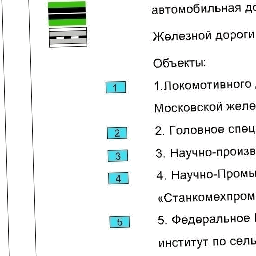 автомобильная до
Железной дороги
Объекты:
1 1.Локомотивного
Московской желе
2 2. Головное спец
3 3. Научно-произв
4 4. Научно-Промы
«Станкомехпром
5 5. Федеральное
институт по сель